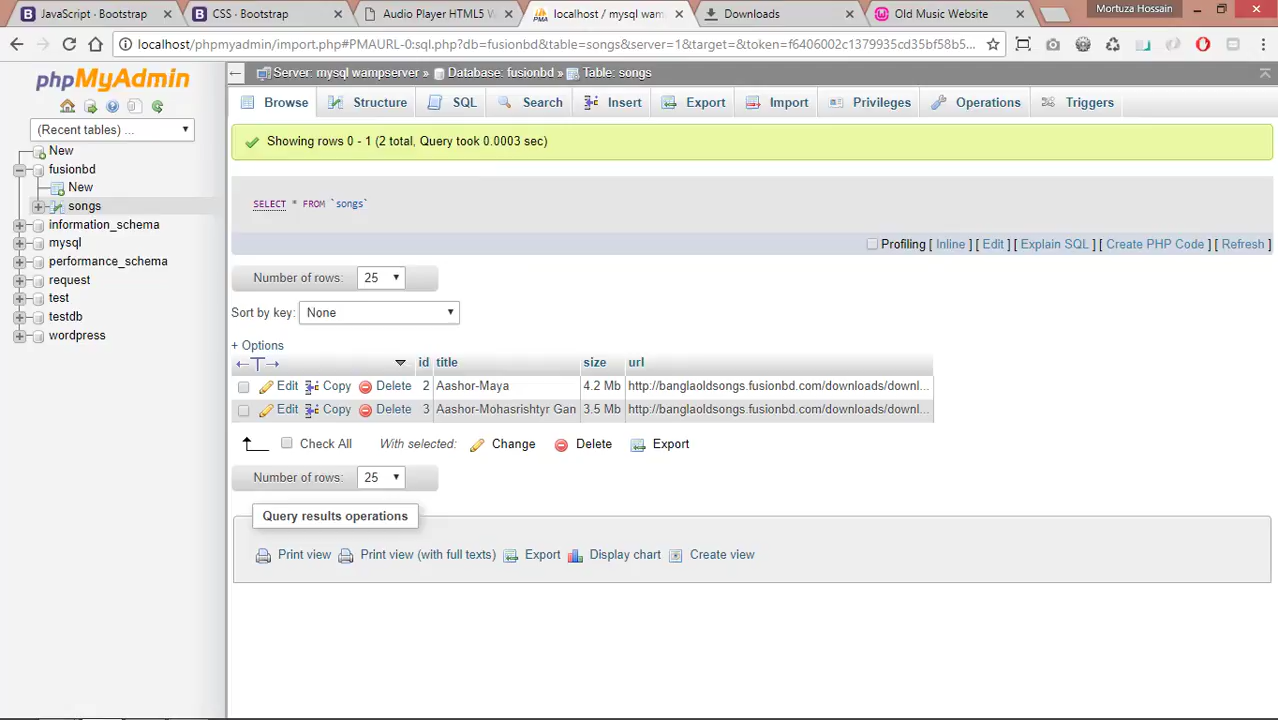 JavaScript · Bootstrap
CSS · Bootstrap
Audio Player HTML5 W
localhost / mysql wam
Downloads
Old Music Website
Mortuza Hossain
localhost/phpmyadmin/import.php#PMAURL-0:sql.php?db=fusionbd&table=songs&server=1&target=&token=f6406002c1379935cd35bf58b5...
phpMyAdmin
(Recent tables) ...
New
fusionbd
New
songs
information_schema
mysql
performance_schema
request
test
testdb
wordpress
Server: mysql wampserver » Database: fusionbd » Table: songs
Browse Structure SQL Search Insert Export Import Privileges Operations Triggers
Showing rows 0 - 1 (2 total, Query took 0.0003 sec)
SELECT * FROM `songs`
Profiling [ Inline ] [ Edit ] [ Explain SQL ] [ Create PHP Code ] [ Refresh ]
Number of rows: 25
Sort by key: None
+ Options
←T→ id title size url
Edit Copy Delete 2 Aashor-Maya 4.2 Mb http://banglaoldsongs.fusionbd.com/downloads/downl...
Edit Copy Delete 3 Aashor-Mohasrishtyr Gan 3.5 Mb http://banglaoldsongs.fusionbd.com/downloads/downl...
Check All With selected: Change Delete Export
Number of rows: 25
Query results operations
Print view Print view (with full texts) Export Display chart Create view